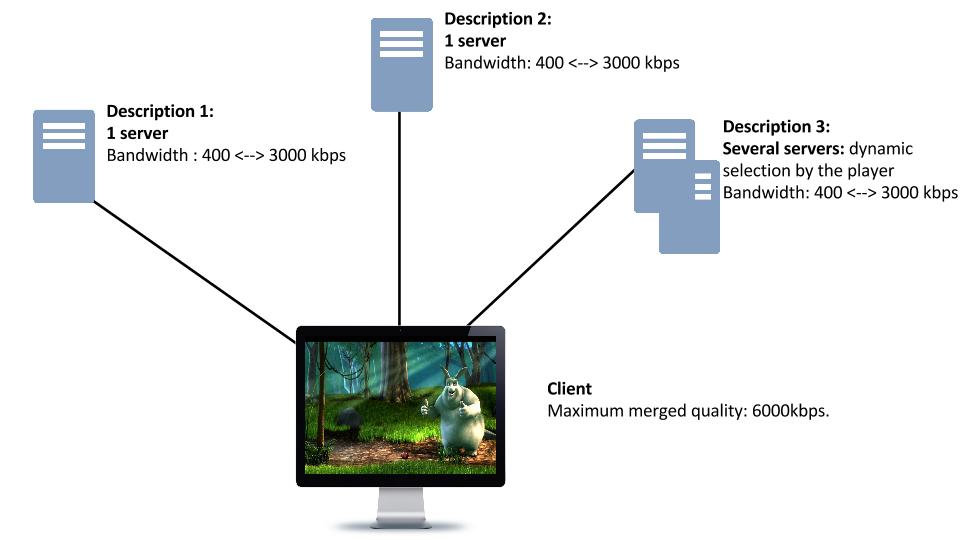 Description 2:
1 server
Bandwidth: 400 <--> 3000 kbps
Description 1:
1 server
Bandwidth : 400 <--> 3000 kbps
Description 3:
Several servers: dynamic
selection by the player
Bandwidth: 400 <--> 3000 kbps
Client
Maximum merged quality: 6000kbps.